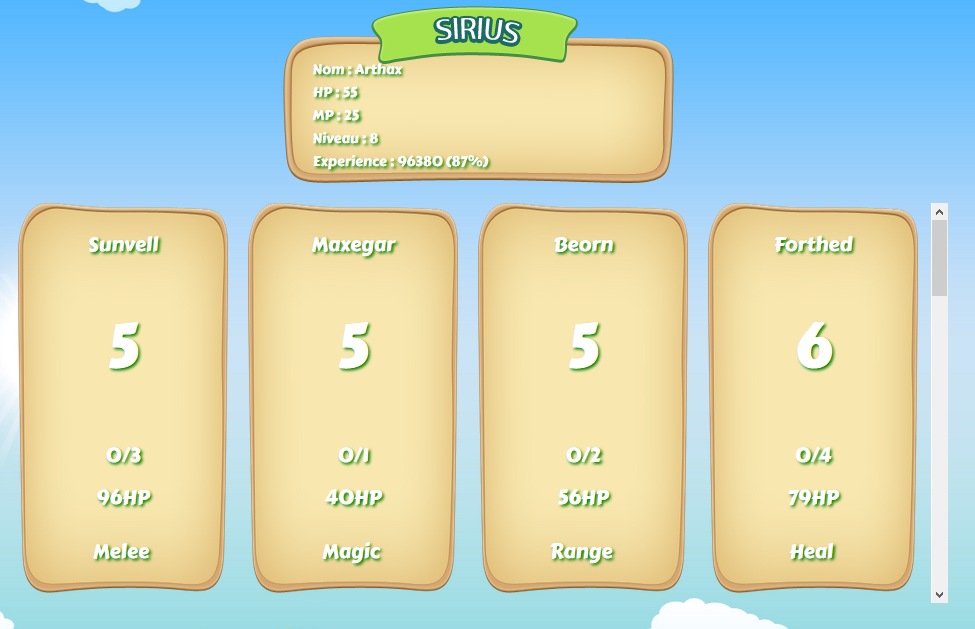 SIRIUS
Nom : Arthax
HP : 55
MP : 25
Niveau : 8
Experience : 96380 (87%)
Sunvell
5
0/3
96HP
Melee
Maxegar
5
0/1
40HP
Magic
Beorn
5
0/2
56HP
Range
Forthed
6
0/4
79HP
Heal